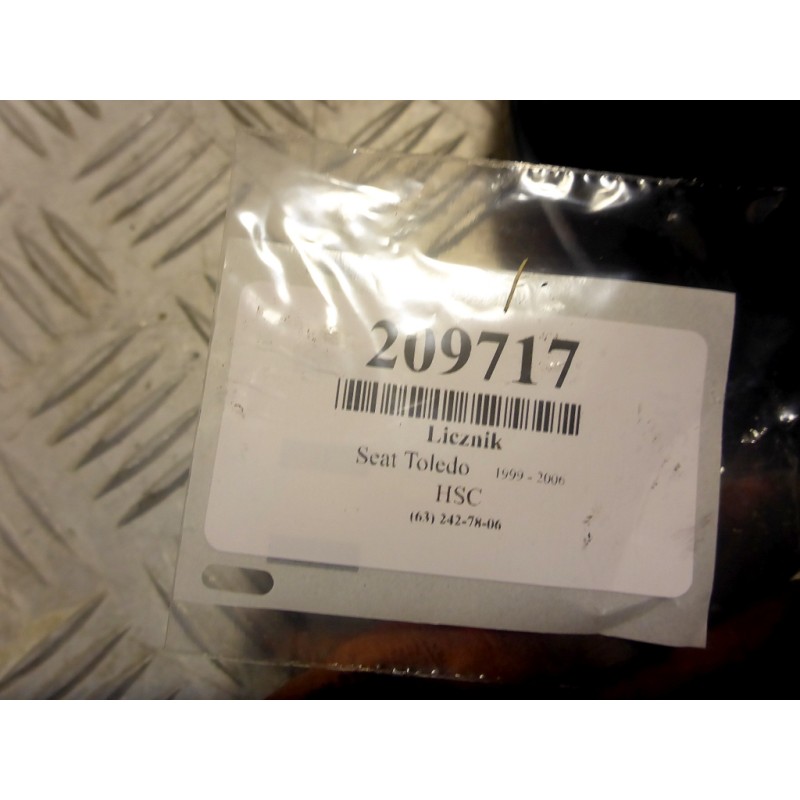 209717
Licznik
Seat Toledo 1999 - 2006
HSC
(63) 242-78-06